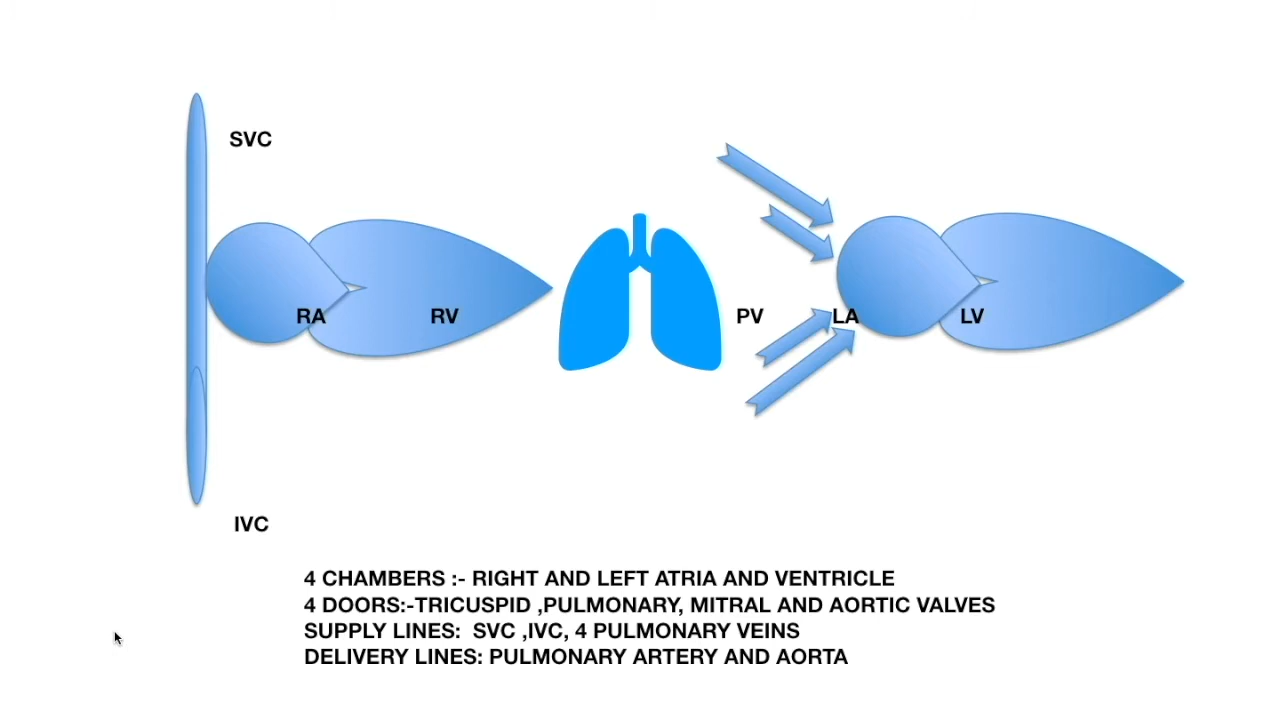 SVC
RA
RV
PV
LA
LV
IVC
4 CHAMBERS :- RIGHT AND LEFT ATRIA AND VENTRICLE
4 DOORS:-TRICUSPID ,PULMONARY, MITRAL AND AORTIC VALVES
SUPPLY LINES:  SVC ,IVC, 4 PULMONARY VEINS
DELIVERY LINES: PULMONARY ARTERY AND AORTA